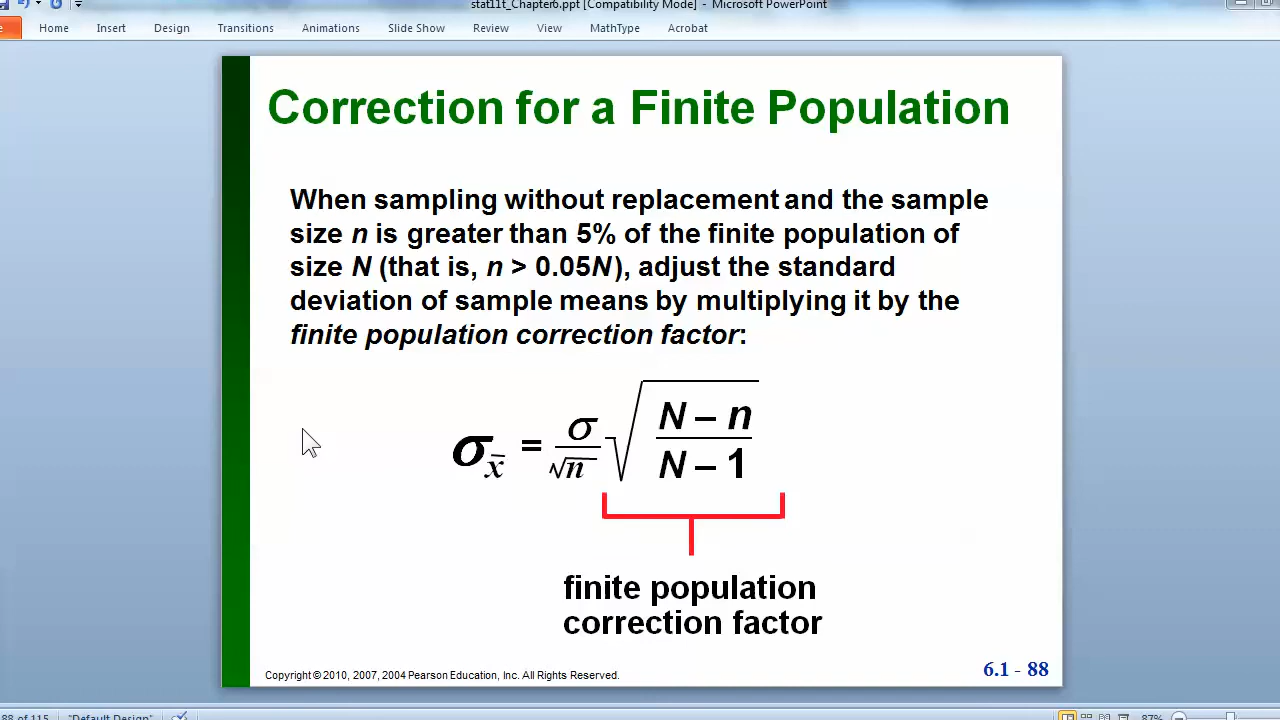 stat11t_Chapter6.ppt [Compatibility Mode] - Microsoft PowerPoint
Home Insert Design Transitions Animations Slide Show Review View MathType Acrobat
Correction for a Finite Population
When sampling without replacement and the sample
size n is greater than 5% of the finite population of
size N (that is, n > 0.05N), adjust the standard
deviation of sample means by multiplying it by the
finite population correction factor:
σx̄ = σ/√n √((N – n)/(N – 1))
finite population
correction factor
Copyright © 2010, 2007, 2004 Pearson Education, Inc. All Rights Reserved.
6.1 - 88
88 of 115 "Default Design" 87%